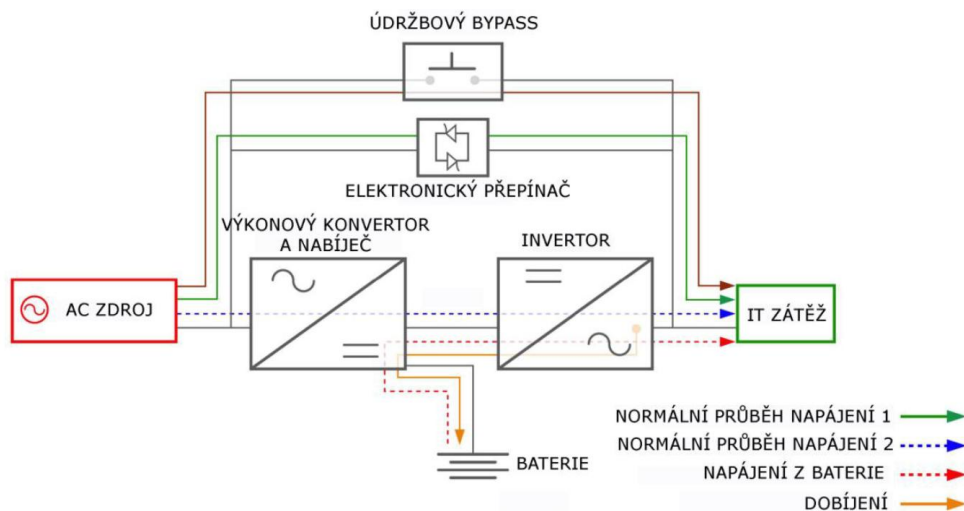 ÚDRŽBOVÝ BYPASS
ELEKTRONICKÝ PŘEPÍNAČ
VÝKONOVÝ KONVERTOR
A NABÍJEČ
INVERTOR
AC ZDROJ
IT ZÁTĚŽ
BATERIE
NORMÁLNÍ PRŮBĚH NAPÁJENÍ 1
NORMÁLNÍ PRŮBĚH NAPÁJENÍ 2
NAPÁJENÍ Z BATERIE
DOBÍJENÍ